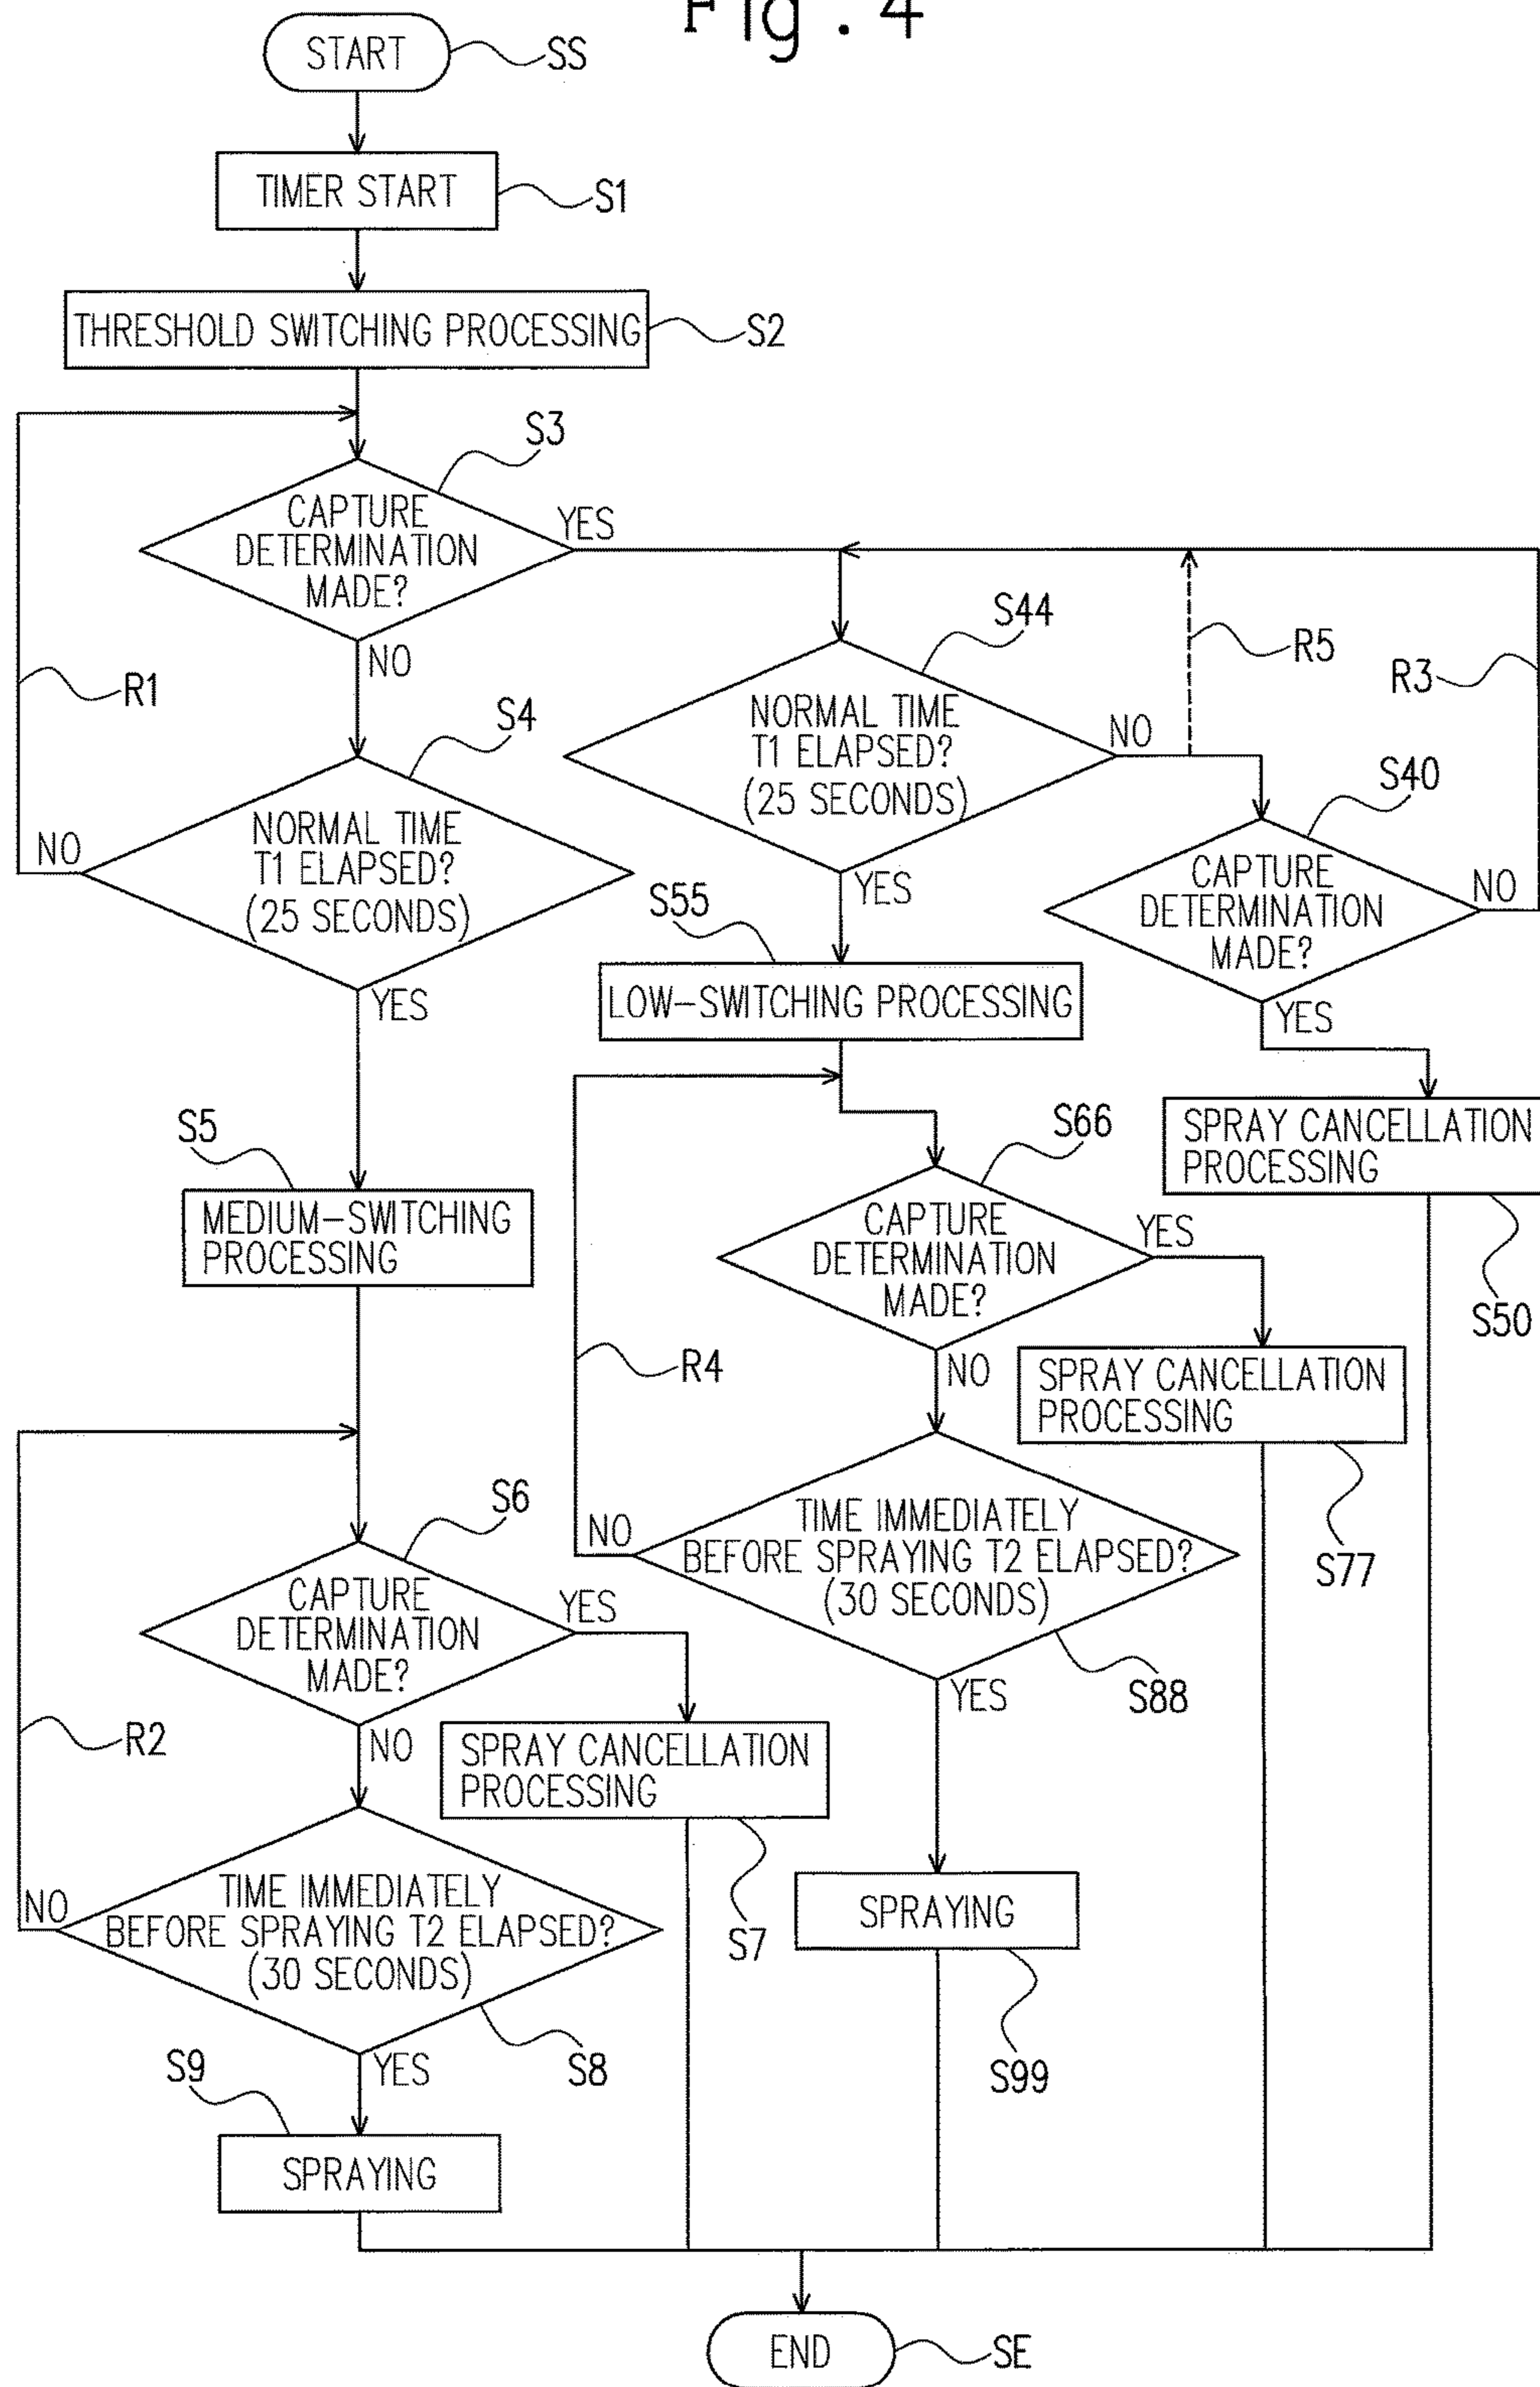 Fig. 4
START
SS
TIMER START
S1
THRESHOLD SWITCHING PROCESSING
S2
S3
CAPTURE
DETERMINATION
MADE?
YES
NO
R1
S4
NORMAL TIME
T1 ELAPSED?
(25 SECONDS)
NO
YES
S44
NORMAL TIME
T1 ELAPSED?
(25 SECONDS)
NO
YES
R5
R3
S40
CAPTURE
DETERMINATION
MADE?
NO
YES
S55
LOW-SWITCHING PROCESSING
SPRAY CANCELLATION
PROCESSING
S50
S5
MEDIUM-SWITCHING
PROCESSING
S66
CAPTURE
DETERMINATION
MADE?
YES
NO
R4
SPRAY CANCELLATION
PROCESSING
S77
TIME IMMEDIATELY
BEFORE SPRAYING T2 ELAPSED?
(30 SECONDS)
NO
YES
S88
S6
CAPTURE
DETERMINATION
MADE?
YES
NO
R2
SPRAY CANCELLATION
PROCESSING
S7
TIME IMMEDIATELY
BEFORE SPRAYING T2 ELAPSED?
(30 SECONDS)
NO
YES
S8
SPRAYING
S99
S9
SPRAYING
END
SE